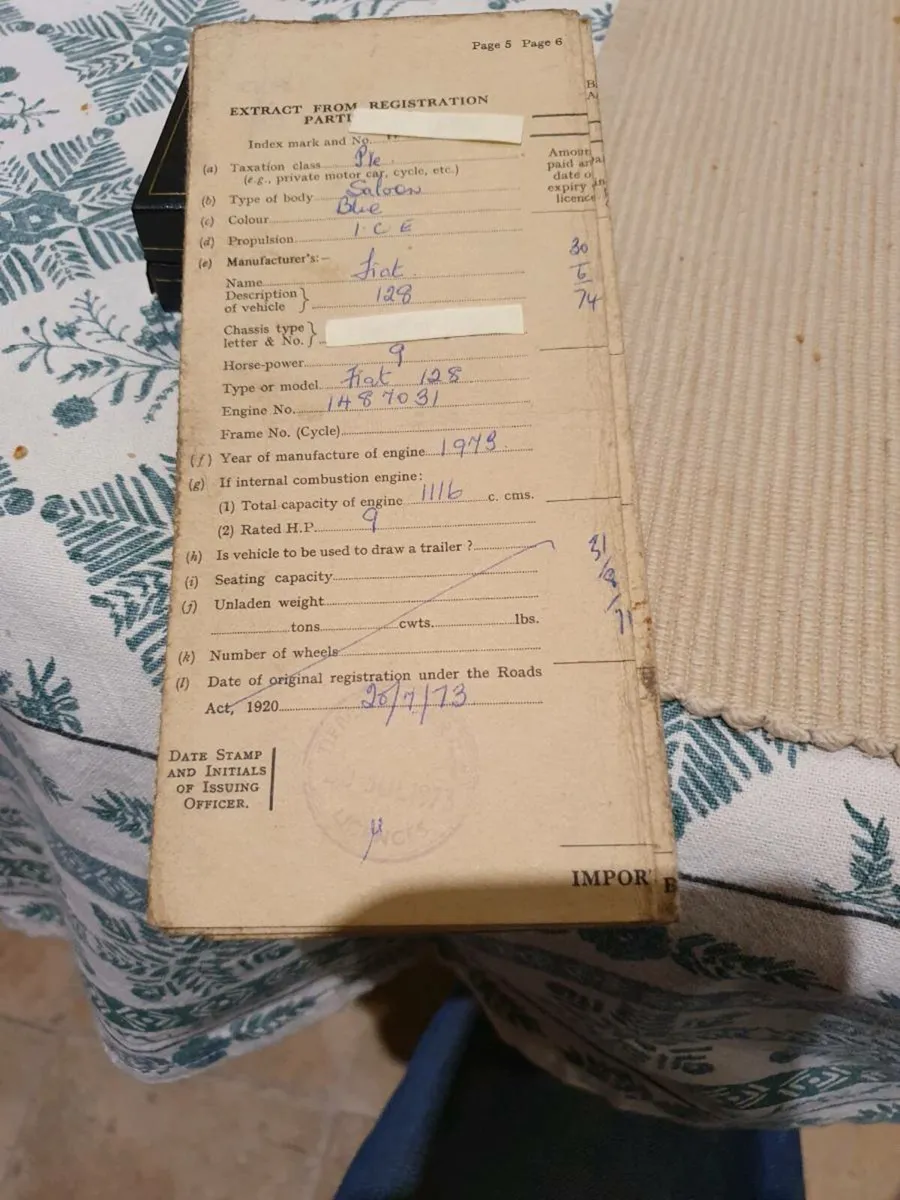 Page 5 Page 6
EXTRACT FROM REGISTRATION
PARTI
Index mark and No.
(a) Taxation class Pte
(e.g., private motor car, cycle, etc.)
(b) Type of body Saloon
(c) Colour Blue
(d) Propulsion I.C.E
(e) Manufacturer's:—
Name Fiat
Description of vehicle } 128
Chassis type letter & No. }
Horse-power 9
Type or model Fiat 128
Engine No. 1487031
Frame No. (Cycle)
(f) Year of manufacture of engine 1973
(g) If internal combustion engine:
(1) Total capacity of engine 1116 c. cms.
(2) Rated H.P. 9
(h) Is vehicle to be used to draw a trailer ?
(i) Seating capacity
(j) Unladen weight
tons cwts. lbs.
(k) Number of wheels
(l) Date of original registration under the Roads
Act, 1920
DATE STAMP
AND INITIALS
OF ISSUING
OFFICER.
Amoun
paid an
date o
expiry
licence
30
6
74
31
IMPOR
B